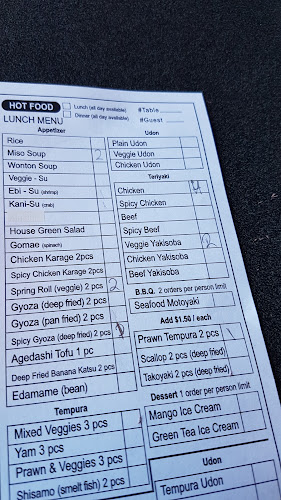 HOT FOOD
Lunch (all day available)
Dinner (all day available)
#Table
#Guest
LUNCH MENU
Appetizer
Rice
Miso Soup 2
Wonton Soup
Veggie - Su
Ebi - Su (shrimp)
Kani-Su (crab)
House Green Salad
Gomae (spinach)
Chicken Karage 2pcs
Spicy Chicken Karage 2pcs
Spring Roll (veggie) 2 pcs 2
Gyoza (deep fried) 2 pcs
Gyoza (pan fried) 2 pcs
Spicy Gyoza (deep fried) 2 pcs
Agedashi Tofu 1 pc
Deep Fried Banana Katsu 2 pcs
Edamame (bean)
Tempura
Mixed Veggies 3 pcs
Yam 3 pcs
Prawn & Veggies 3 pcs
Shisamo (smelt fish) 2 pcs
Udon
Plain Udon
Veggie Udon
Chicken Udon
Teriyaki
Chicken
Spicy Chicken
Beef
Spicy Beef
Veggie Yakisoba 2
Chicken Yakisoba
Beef Yakisoba
B.B.Q. 2 orders per person limit
Seafood Motoyaki
Add $1.50 / each
Prawn Tempura 2 pcs
Scallop 2 pcs (deep fried)
Takoyaki 2 pcs (deep fried)
Dessert 1 order per person limit
Mango Ice Cream
Green Tea Ice Cream
Udon
Tempura Udon